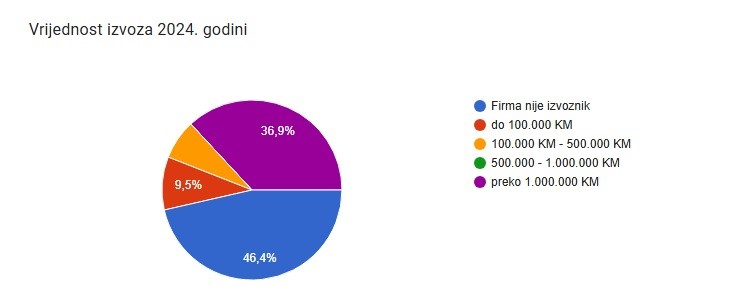 Vrijednost izvoza 2024. godini
36,9%
9,5%
46,4%
Firma nije izvoznik
do 100.000 KM
100.000 KM - 500.000 KM
500.000 - 1.000.000 KM
preko 1.000.000 KM